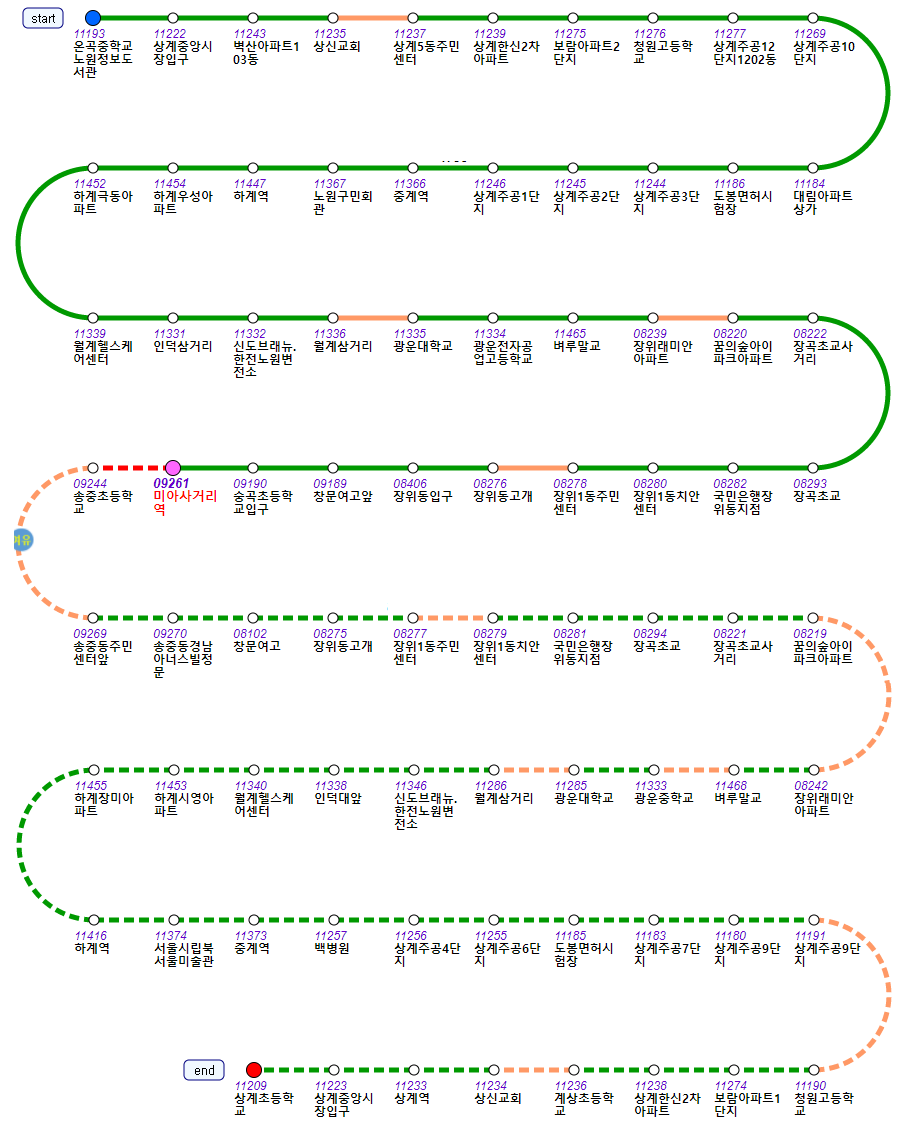 start
11193
온곡중학교
노원정보도
서관
11222
상계중앙시
장입구
11243
벽산아파트1
03동
11235
상신교회
11237
상계5동주민
센터
11239
상계한신2차
아파트
11275
보람아파트2
단지
11276
청원고등학
교
11277
상계주공12
단지1202동
11269
상계주공10
단지
11452
하계극동아
파트
11454
하계우성아
파트
11447
하계역
11367
노원구민회
관
11366
중계역
11246
상계주공1단
지
11245
상계주공2단
지
11244
상계주공3단
지
11186
도봉면허시
험장
11184
대림아파트
상가
11339
월계헬스케
어센터
11331
인덕삼거리
11332
신도브래뉴.
한전노원변
전소
11336
월계삼거리
11335
광운대학교
11334
광운전자공
업고등학교
11465
벼루말교
08239
장위래미안
아파트
08220
꿈의숲아이
파크아파트
08222
장곡초교사
거리
09244
송중초등학
교
09261
미아사거리
역
09190
숭곡초등학
교입구
09189
창문여고앞
08406
장위동입구
08276
장위동고개
08278
장위1동주민
센터
08280
장위1동치안
센터
08282
국민은행장
위동지점
08293
장곡초교
여유
09269
송중동주민
센터앞
09270
송중동경남
아너스빌정
문
08102
창문여고
08275
장위동고개
08277
장위1동주민
센터
08279
장위1동치안
센터
08281
국민은행장
위동지점
08294
장곡초교
08221
장곡초교사
거리
08219
꿈의숲아이
파크아파트
11455
하계장미아
파트
11453
하계시영아
파트
11340
월계헬스케
어센터
11338
인덕대앞
11346
신도브래뉴.
한전노원변
전소
11286
월계삼거리
11285
광운대학교
11333
광운중학교
11468
벼루말교
08242
장위래미안
아파트
11416
하계역
11374
서울시립북
서울미술관
11373
중계역
11257
백병원
11256
상계주공4단
지
11255
상계주공6단
지
11185
도봉면허시
험장
11183
상계주공7단
지
11180
상계주공9단
지
11191
상계주공9단
지
end
11209
상계초등학
교
11223
상계중앙시
장입구
11233
상계역
11234
상신교회
11236
계상초등학
교
11238
상계한신2차
아파트
11274
보람아파트1
단지
11190
청원고등학
교